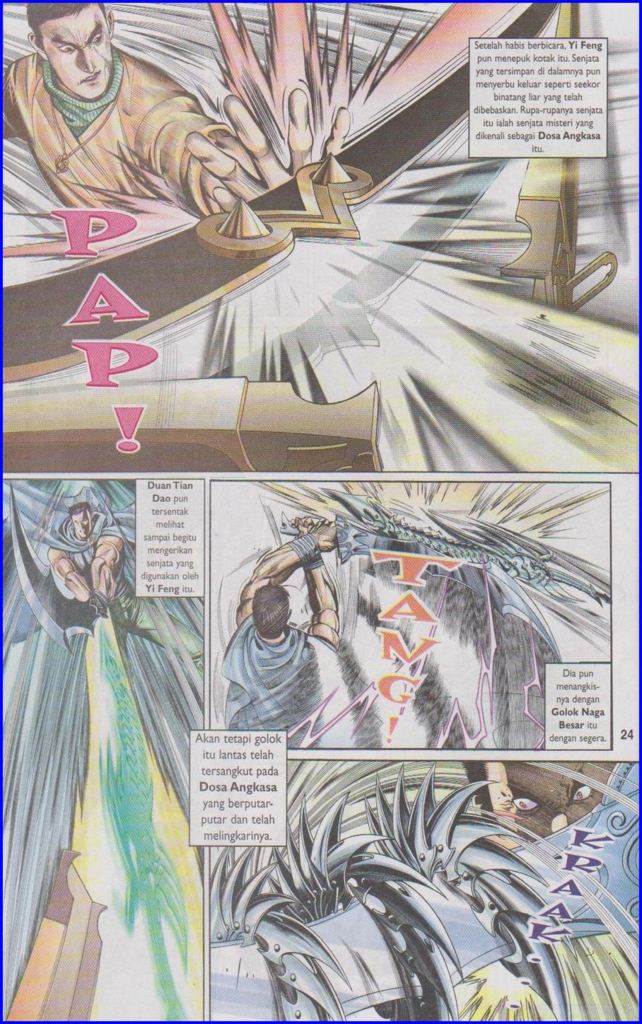 Setelah habis berbicara, Yi Feng
pun menepuk kotak itu. Senjata
yang tersimpan di dalamnya pun
menyerbu keluar seperti seekor
binatang liar yang telah
dibebaskan. Rupa-rupanya senjata
itu ialah senjata misteri yang
dikenali sebagai Dosa Angkasa
itu.
P
A
P
!
Duan Tian
Dao pun
tersentak
melihat
sampai begitu
mengerikan
senjata yang
digunakan oleh
Yi Feng itu.
TANG!
Dia pun
menangkis-
nya dengan
Golok Naga
Besar itu
dengan segera.
24
Akan tetapi golok
itu lantas telah
tersangkut pada
Dosa Angkasa
yang berputar-
putar dan telah
melingkarinya.
KRAAK..